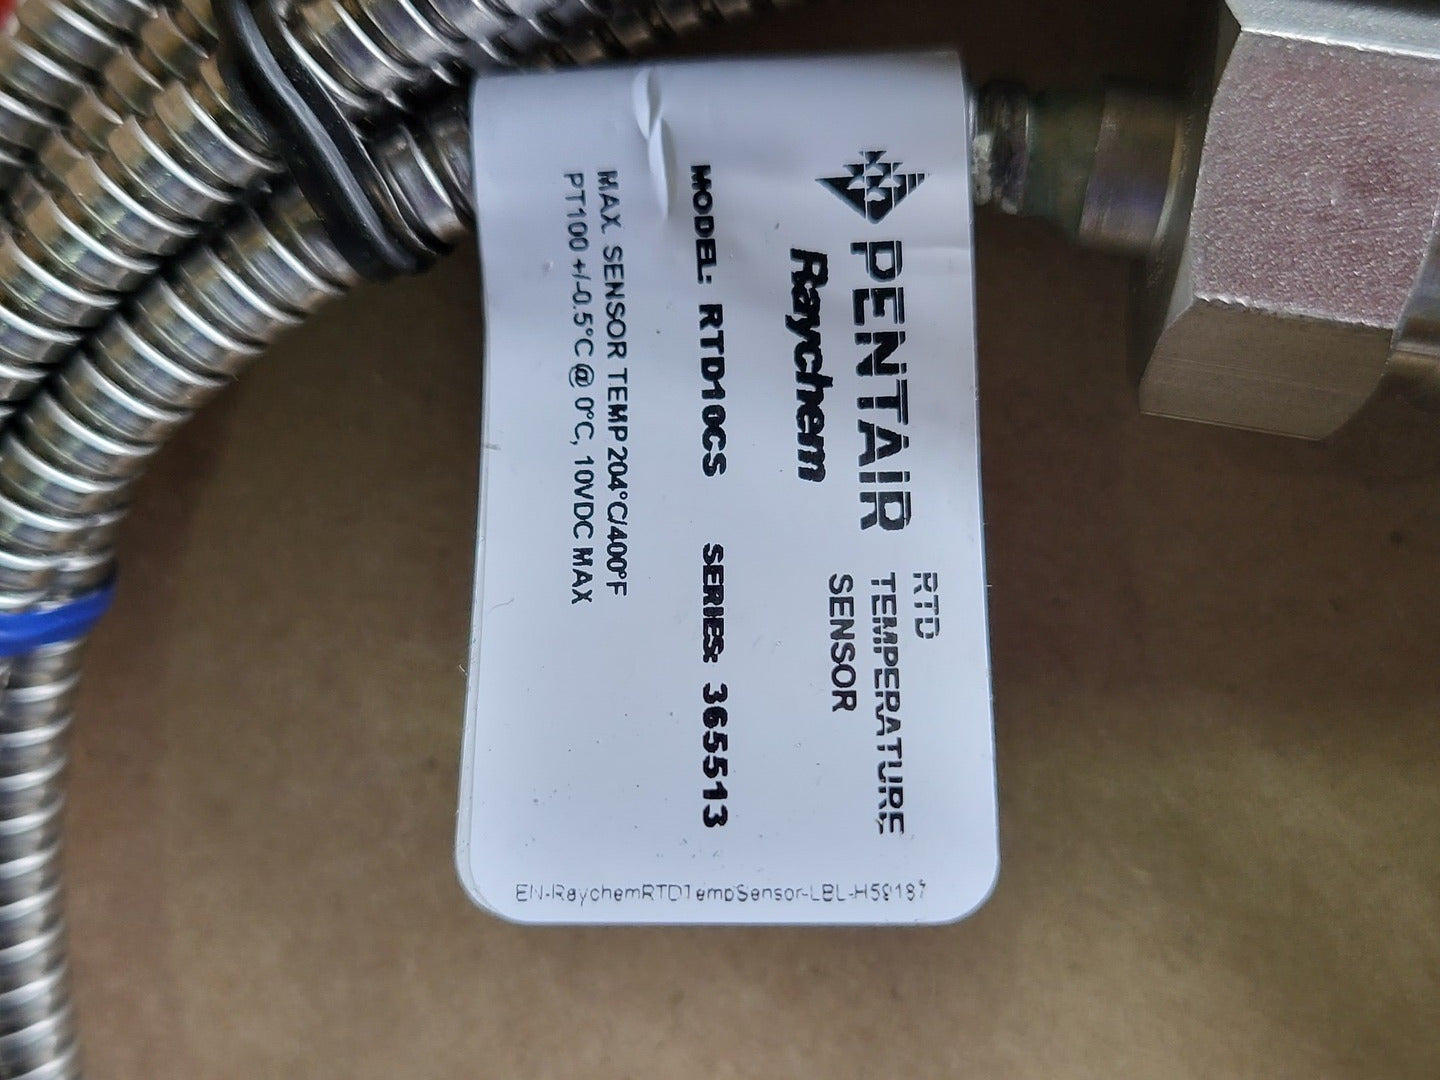 PENTAIR
Raychem
RTD
TEMPERATURE
SENSOR
MODEL: RTD10CS SERIES: 365513
MAX. SENSOR TEMP 204°C/400°F
PT100 +/-0.5°C @ 0°C, 10VDC MAX
EN-RaychemRTDTempSensor-LBL-H59187